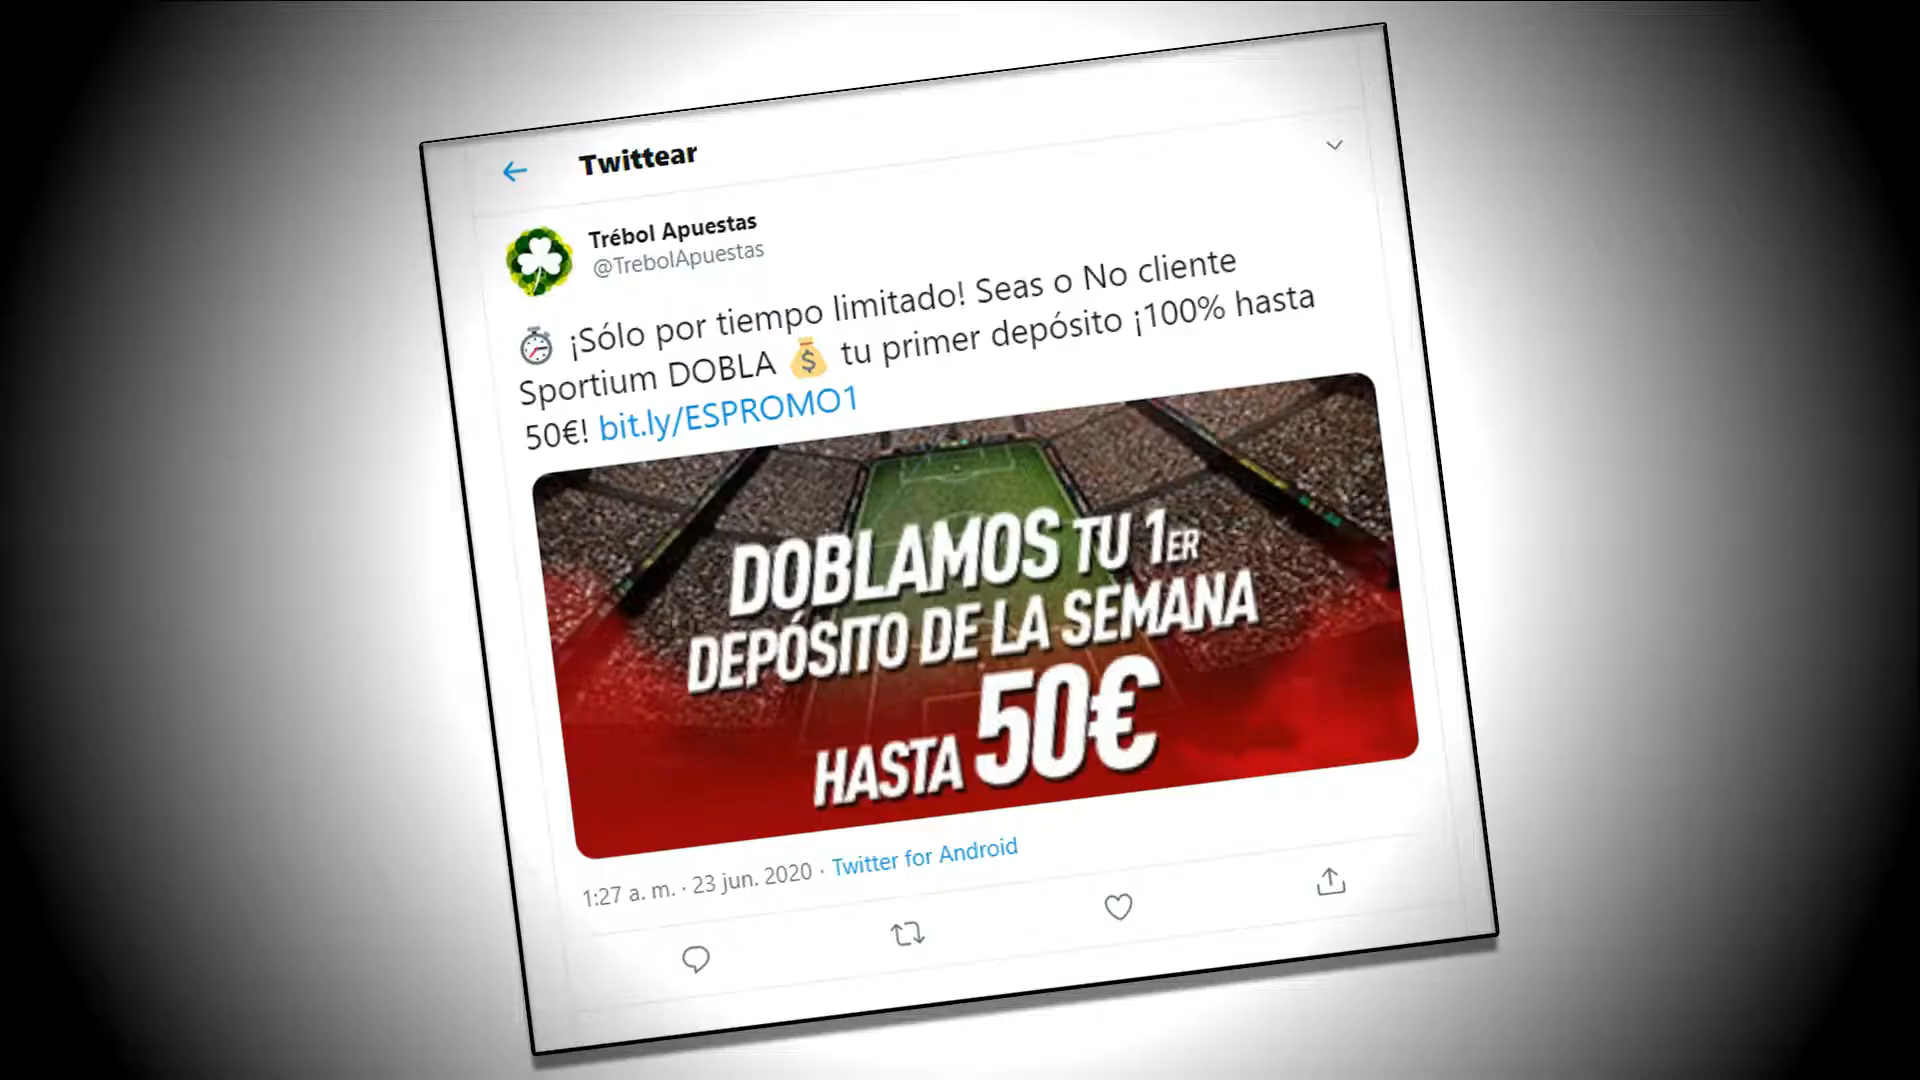 Twittear
Trébol Apuestas
@TrebolApuestas
¡Sólo por tiempo limitado! Seas o No cliente
Sportium DOBLA tu primer depósito ¡100% hasta
50€! bit.ly/ESPROMO1
DOBLAMOS TU 1ER
DEPÓSITO DE LA SEMANA
HASTA 50€
1:27 a. m. · 23 jun. 2020 · Twitter for Android